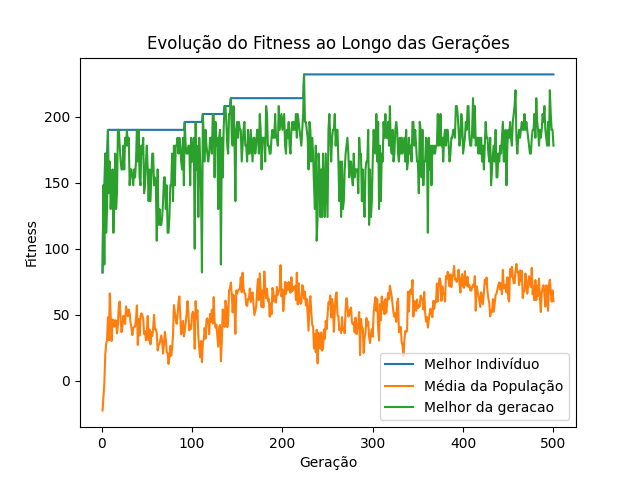 Evolução do Fitness ao Longo das Gerações
Fitness
200
150
100
50
0
0 100 200 300 400 500
Geração
Melhor Indivíduo
Média da População
Melhor da geracao